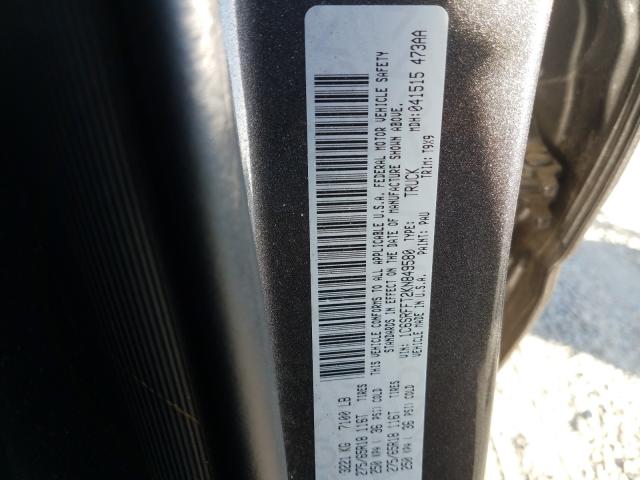 3221 KG 7100 LB
275/65R18 116T TIRES
250 KPA ( 36 PSI) COLD
275/65R18 116T TIRES
250 KPA ( 36 PSI) COLD
THIS VEHICLE CONFORMS TO ALL APPLICABLE U.S.A. FEDERAL MOTOR VEHICLE SAFETY
STANDARDS IN EFFECT ON THE DATE OF MANUFACTURE SHOWN ABOVE.
VIN: 1C6SRFFT2KN849580 TYPE: TRUCK MDH:041515 473AA
VEHICLE MADE IN U.S.A. PAINT: PAU TRIM: T9X9